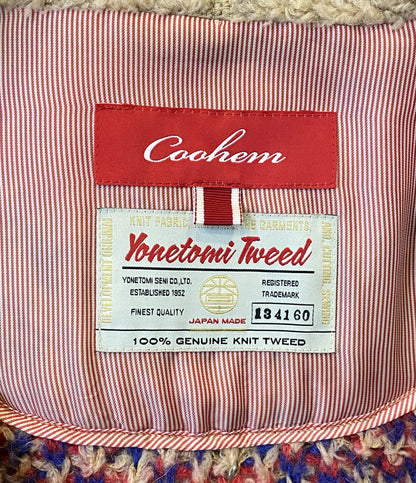 Coohem
KNIT FABRIC
GARMENTS,
Yonetomi Tweed
YONETOMI SENI CO.,LTD.
ESTABLISHED 1952
FINEST QUALITY
REGISTERED
TRADEMARK
134160
JAPAN MADE
100% GENUINE KNIT TWEED